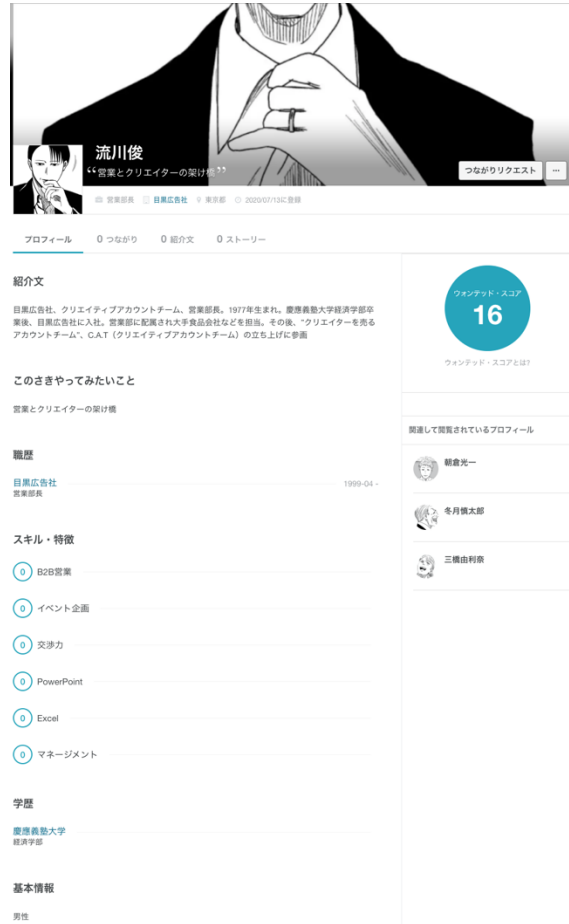 流川俊
“営業とクリエイターの架け橋”
つながりリクエスト
...
営業部長 目黒広告社 東京都 2020/07/13に登録
プロフィール 0 つながり 0 紹介文 0 ストーリー
紹介文
目黒広告社、クリエイティブアカウントチーム、営業部長。1977年生まれ。慶應義塾大学経済学部卒
業後、目黒広告社に入社。営業部に配属され大手食品会社などを担当。その後、"クリエイターを売る
アカウントチーム"、C.A.T（クリエイティブアカウントチーム）の立ち上げに参画
このさきやってみたいこと
営業とクリエイターの架け橋
職歴
目黒広告社 1999-04 -
営業部長
スキル・特徴
0 B2B営業
0 イベント企画
0 交渉力
0 PowerPoint
0 Excel
0 マネージメント
学歴
慶應義塾大学
経済学部
基本情報
男性
ウォンテッド・スコア
16
ウォンテッド・スコアとは?
関連して閲覧されているプロフィール
朝倉光一
冬月慎太郎
三橋由利奈